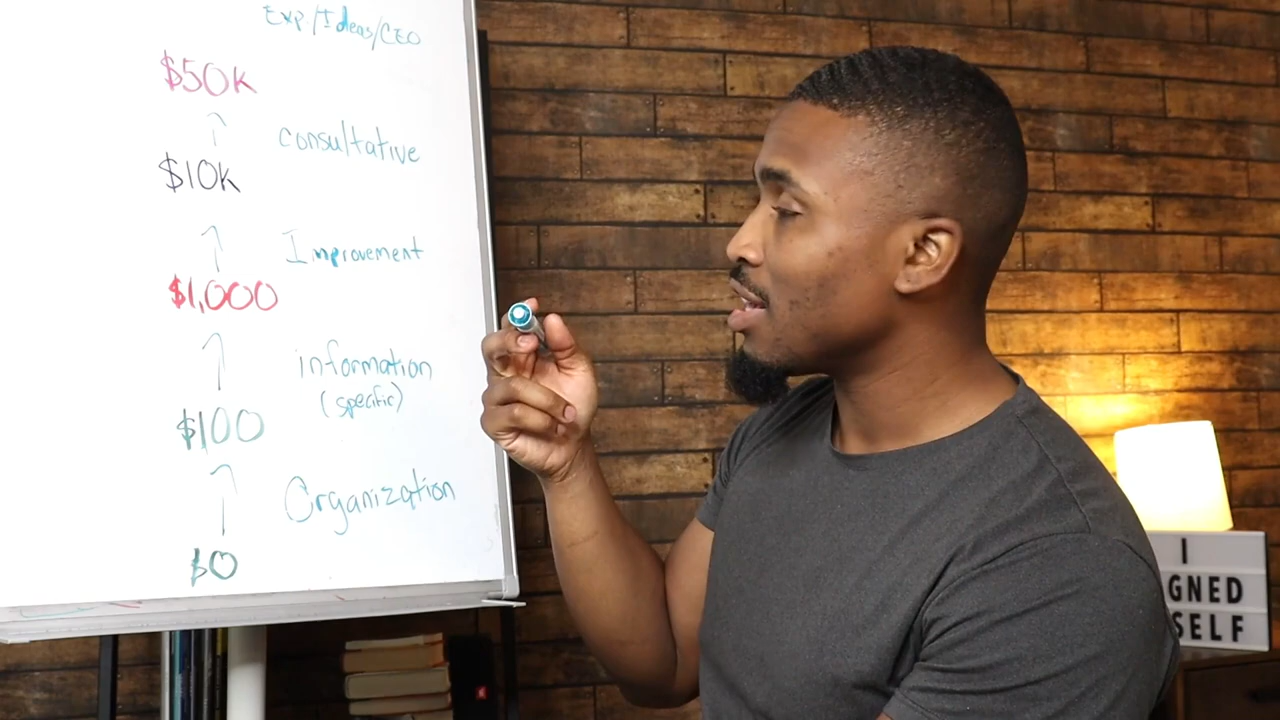 Exp./Ideas/CEO
$50k
↑
consultative
$10k
↑
Improvement
$1,000
↑
information
(specific)
$100
↑
Organization
$0
I
GNED
SELF